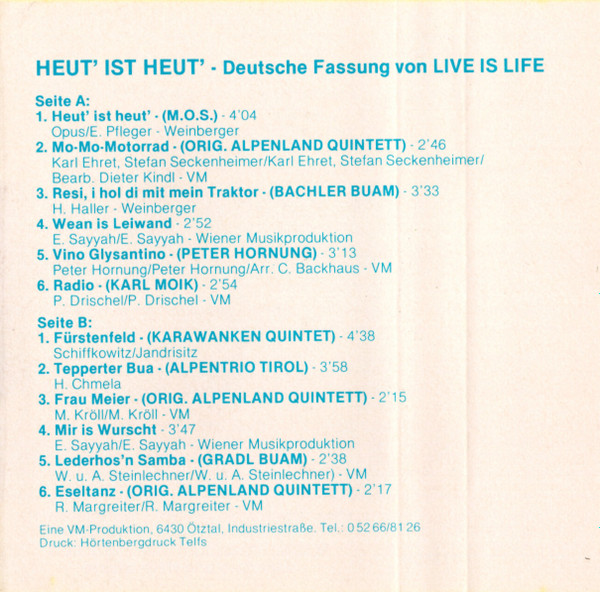 HEUT' IST HEUT' - Deutsche Fassung von LIVE IS LIFE
Seite A:
1. Heut' ist heut' - (M.O.S.) - 4'04
Opus/E. Pfleger - Weinberger
2. Mo-Mo-Motorrad - (ORIG. ALPENLAND QUINTETT) - 2'46
Karl Ehret, Stefan Seckenheimer/Karl Ehret, Stefan Seckenheimer/
Bearb. Dieter Kindl - VM
3. Resi, i hol di mit mein Traktor - (BACHLER BUAM) - 3'33
H. Haller - Weinberger
4. Wean is Leiwand - 2'52
E. Sayyah/E. Sayyah - Wiener Musikproduktion
5. Vino Glysantino - (PETER HORNUNG) - 3'13
Peter Hornung/Peter Hornung/Arr. C. Backhaus - VM
6. Radio - (KARL MOIK) - 2'54
P. Drischel/P. Drischel - VM
Seite B:
1. Fürstenfeld - (KARAWANKEN QUINTET) - 4'38
Schiffkowitz/Jandrisitz
2. Tepperter Bua - (ALPENTRIO TIROL) - 3'58
H. Chmela
3. Frau Meier - (ORIG. ALPENLAND QUINTETT) - 2'15
M. Kröll/M. Kröll - VM
4. Mir is Wurscht - 3'47
E. Sayyah/E. Sayyah - Wiener Musikproduktion
5. Lederhos'n Samba - (GRADL BUAM) - 2'38
W. u. A. Steinlechner/W. u. A. Steinlechner) - VM
6. Eseltanz - (ORIG. ALPENLAND QUINTETT) - 2'17
R. Margreiter/R. Margreiter - VM
Eine VM-Produktion, 6430 Ötztal, Industriestraße. Tel,: 0 52 66/81 26
Druck: Hörtenbergdruck Telfs